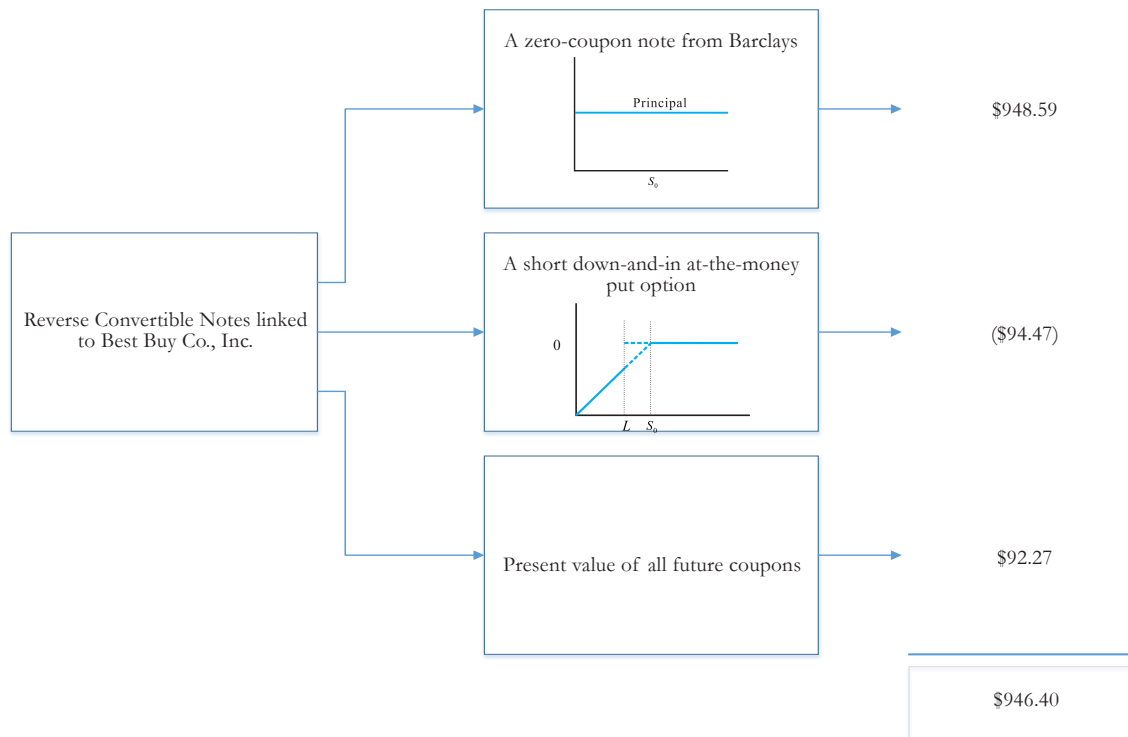 A zero-coupon note from Barclays
Principal
S₀
$948.59
Reverse Convertible Notes linked
to Best Buy Co., Inc.
A short down-and-in at-the-money
put option
0
L S₀
($94.47)
Present value of all future coupons
$92.27
$946.40